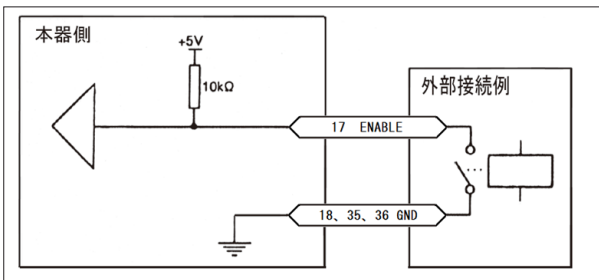 本器側
+5V
10kΩ
外部接続例
17 ENABLE
18、35、36 GND